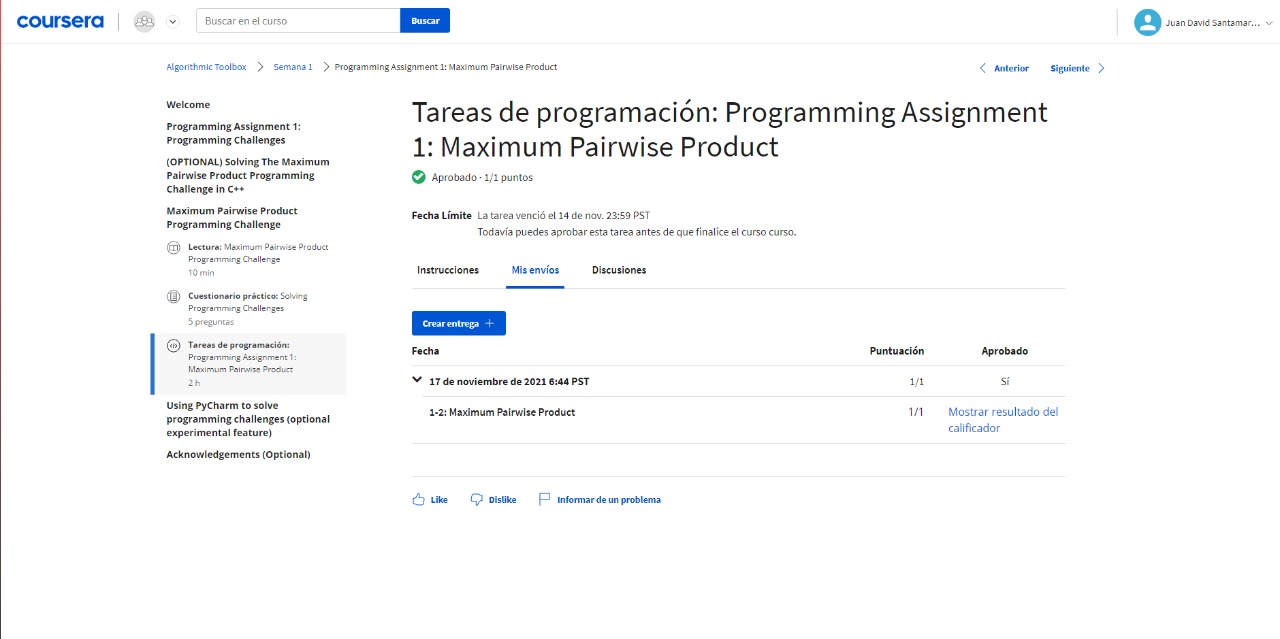 coursera
Buscar en el curso
Buscar
Juan David Santamar...
Algorithmic Toolbox
Semana 1
Programming Assignment 1: Maximum Pairwise Product
Anterior
Siguiente
Welcome
Programming Assignment 1:
Programming Challenges
(OPTIONAL) Solving The Maximum
Pairwise Product Programming
Challenge in C++
Maximum Pairwise Product
Programming Challenge
Lectura: Maximum Pairwise Product
Programming Challenge
10 min
Cuestionario práctico: Solving
Programming Challenges
5 preguntas
Tareas de programación:
Programming Assignment 1:
Maximum Pairwise Product
2 h
Using PyCharm to solve
programming challenges (optional
experimental feature)
Acknowledgements (Optional)
Tareas de programación: Programming Assignment
1: Maximum Pairwise Product
Aprobado · 1/1 puntos
Fecha Límite La tarea venció el 14 de nov. 23:59 PST
Todavía puedes aprobar esta tarea antes de que finalice el curso curso.
Instrucciones
Mis envíos
Discusiones
Crear entrega
Fecha Puntuación Aprobado
17 de noviembre de 2021 6:44 PST 1/1 Sí
1-2: Maximum Pairwise Product 1/1 Mostrar resultado del
calificador
Like
Dislike
Informar de un problema